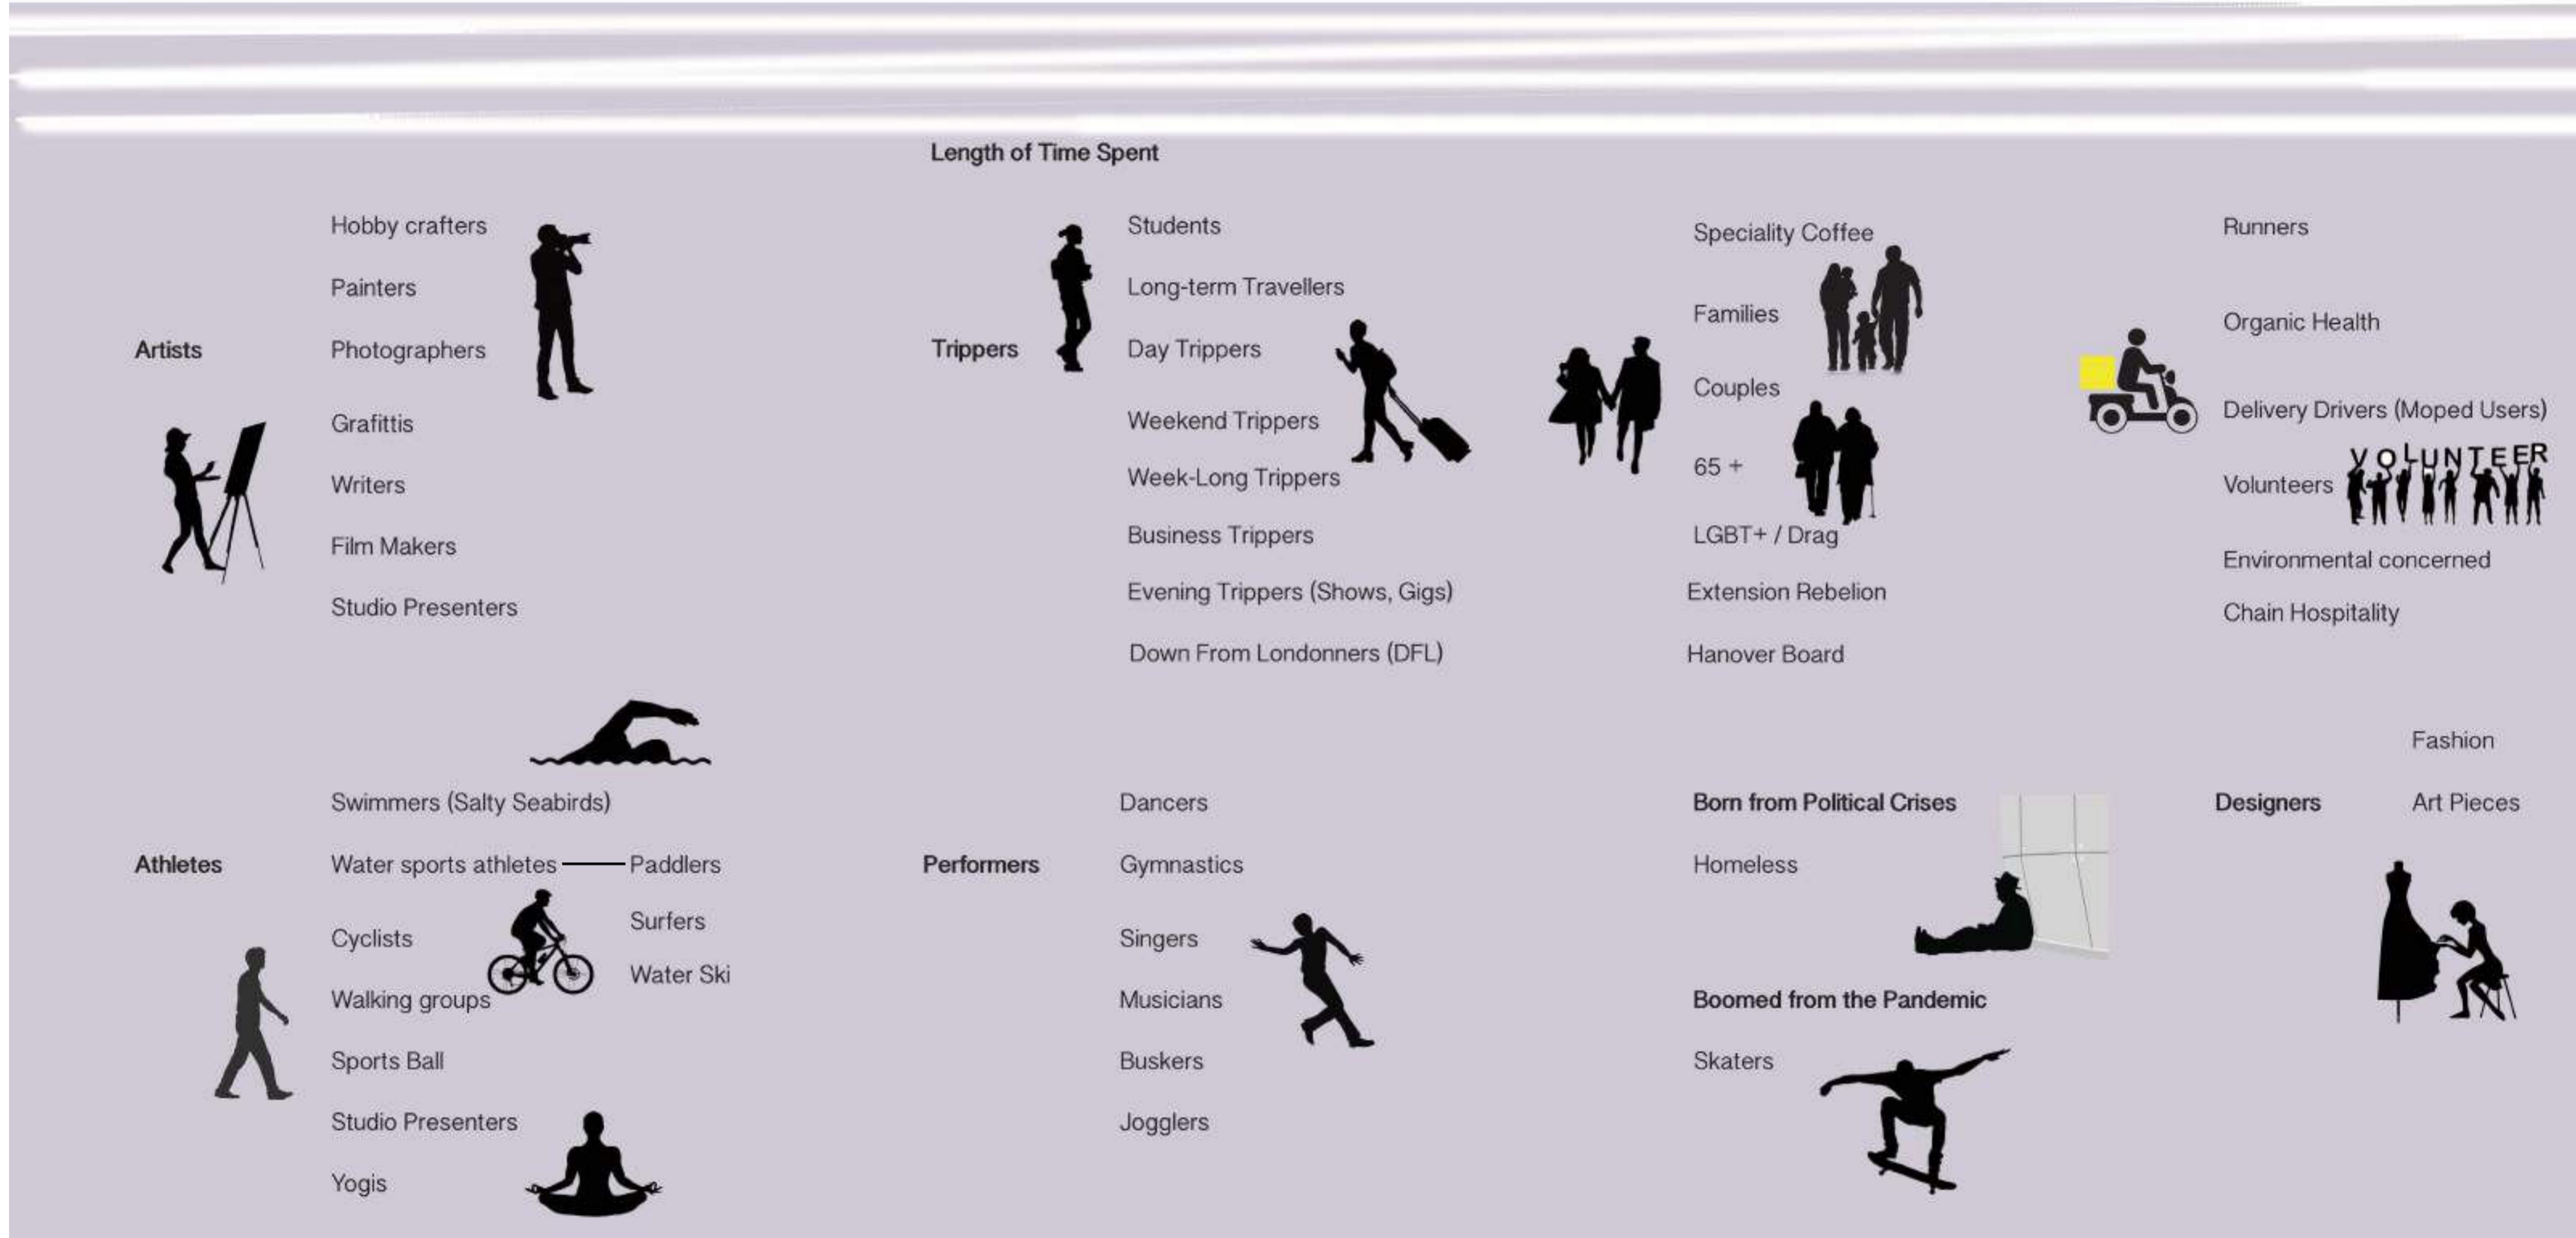 Length of Time Spent
Artists
Hobby crafters
Painters
Photographers
Grafittis
Writers
Film Makers
Studio Presenters
Trippers
Students
Long-term Travellers
Day Trippers
Weekend Trippers
Week-Long Trippers
Business Trippers
Evening Trippers (Shows, Gigs)
Down From Londonners (DFL)
Speciality Coffee
Families
Couples
65 +
LGBT+ / Drag
Extension Rebelion
Hanover Board
Runners
Organic Health
Delivery Drivers (Moped Users)
Volunteers
VOLUNTEER
Environmental concerned
Chain Hospitality
Athletes
Swimmers (Salty Seabirds)
Water sports athletes
Paddlers
Surfers
Water Ski
Cyclists
Walking groups
Sports Ball
Studio Presenters
Yogis
Performers
Dancers
Gymnastics
Singers
Musicians
Buskers
Jogglers
Born from Political Crises
Homeless
Boomed from the Pandemic
Skaters
Designers
Fashion
Art Pieces